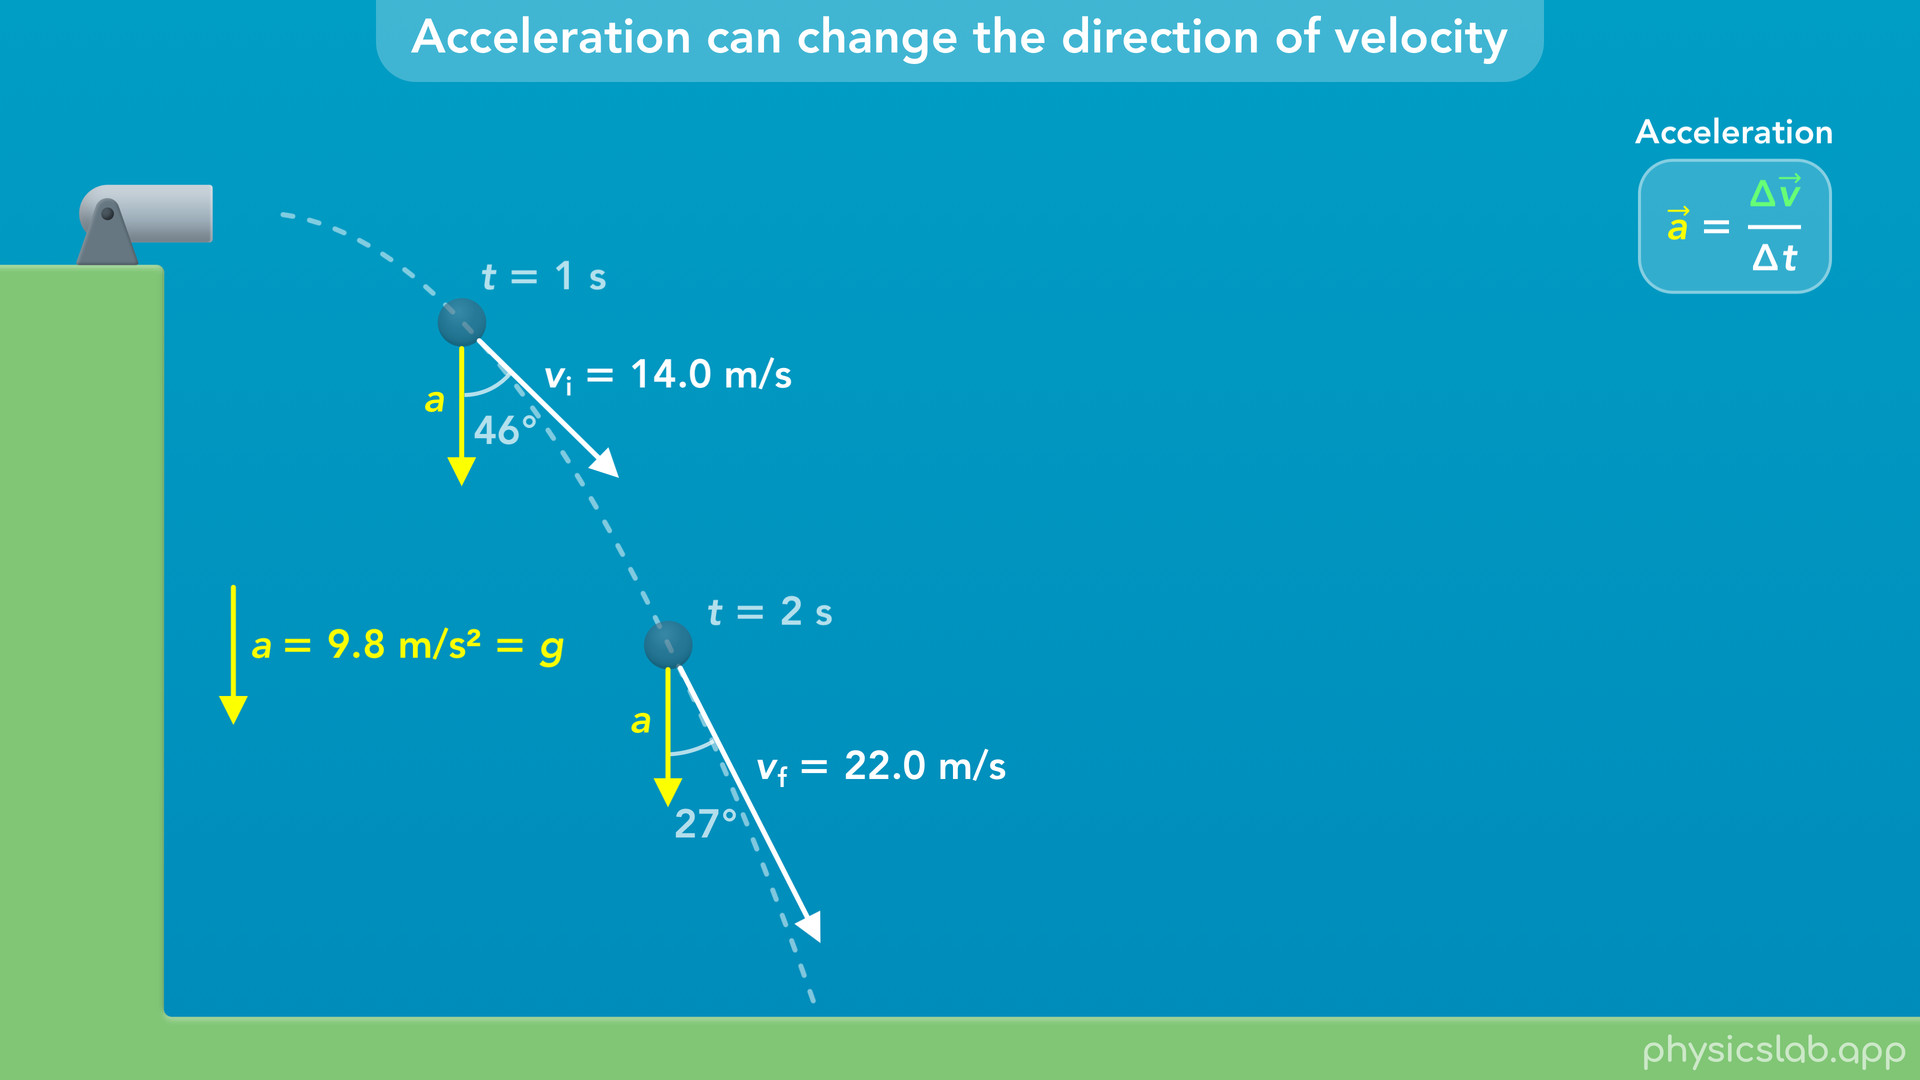 Acceleration can change the direction of velocity
Acceleration
a⃗ = Δv⃗ / Δt
t = 1 s
vᵢ = 14.0 m/s
a
46°
t = 2 s
a = 9.8 m/s² = g
a
v_f = 22.0 m/s
27°
physicslab.app